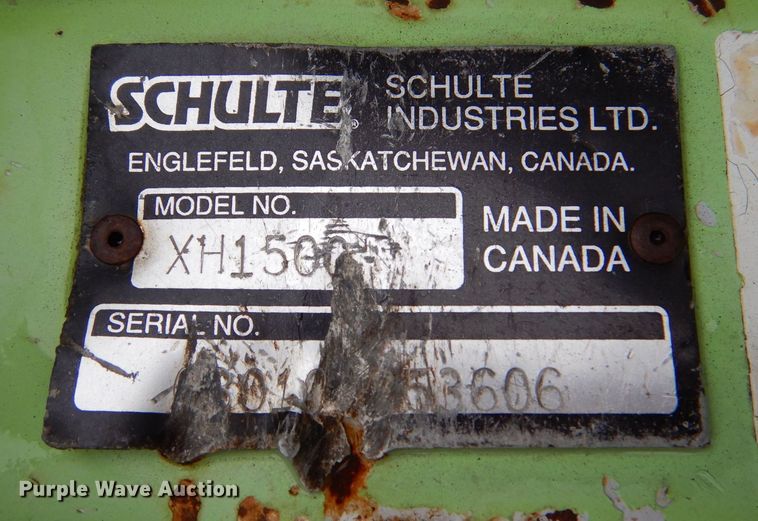 SCHULTE
SCHULTE
INDUSTRIES LTD.
ENGLEFELD, SASKATCHEWAN, CANADA.
MODEL NO.
MADE IN
CANADA
SERIAL NO.
Purple Wave Auction